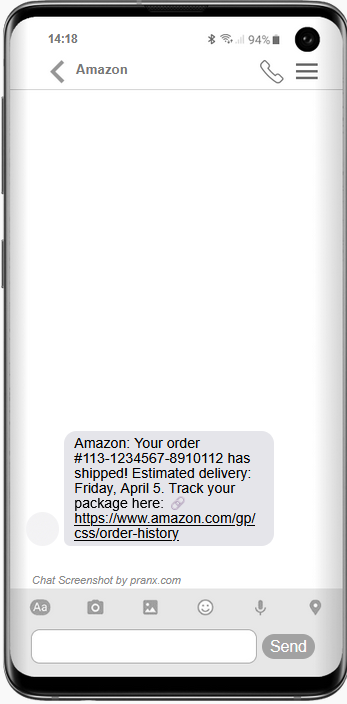 14:18
94%
Amazon
Amazon: Your order
#113-1234567-8910112 has
shipped! Estimated delivery:
Friday, April 5. Track your
package here: 🔗
https://www.amazon.com/gp/
css/order-history
Chat Screenshot by pranx.com
Aa
Send